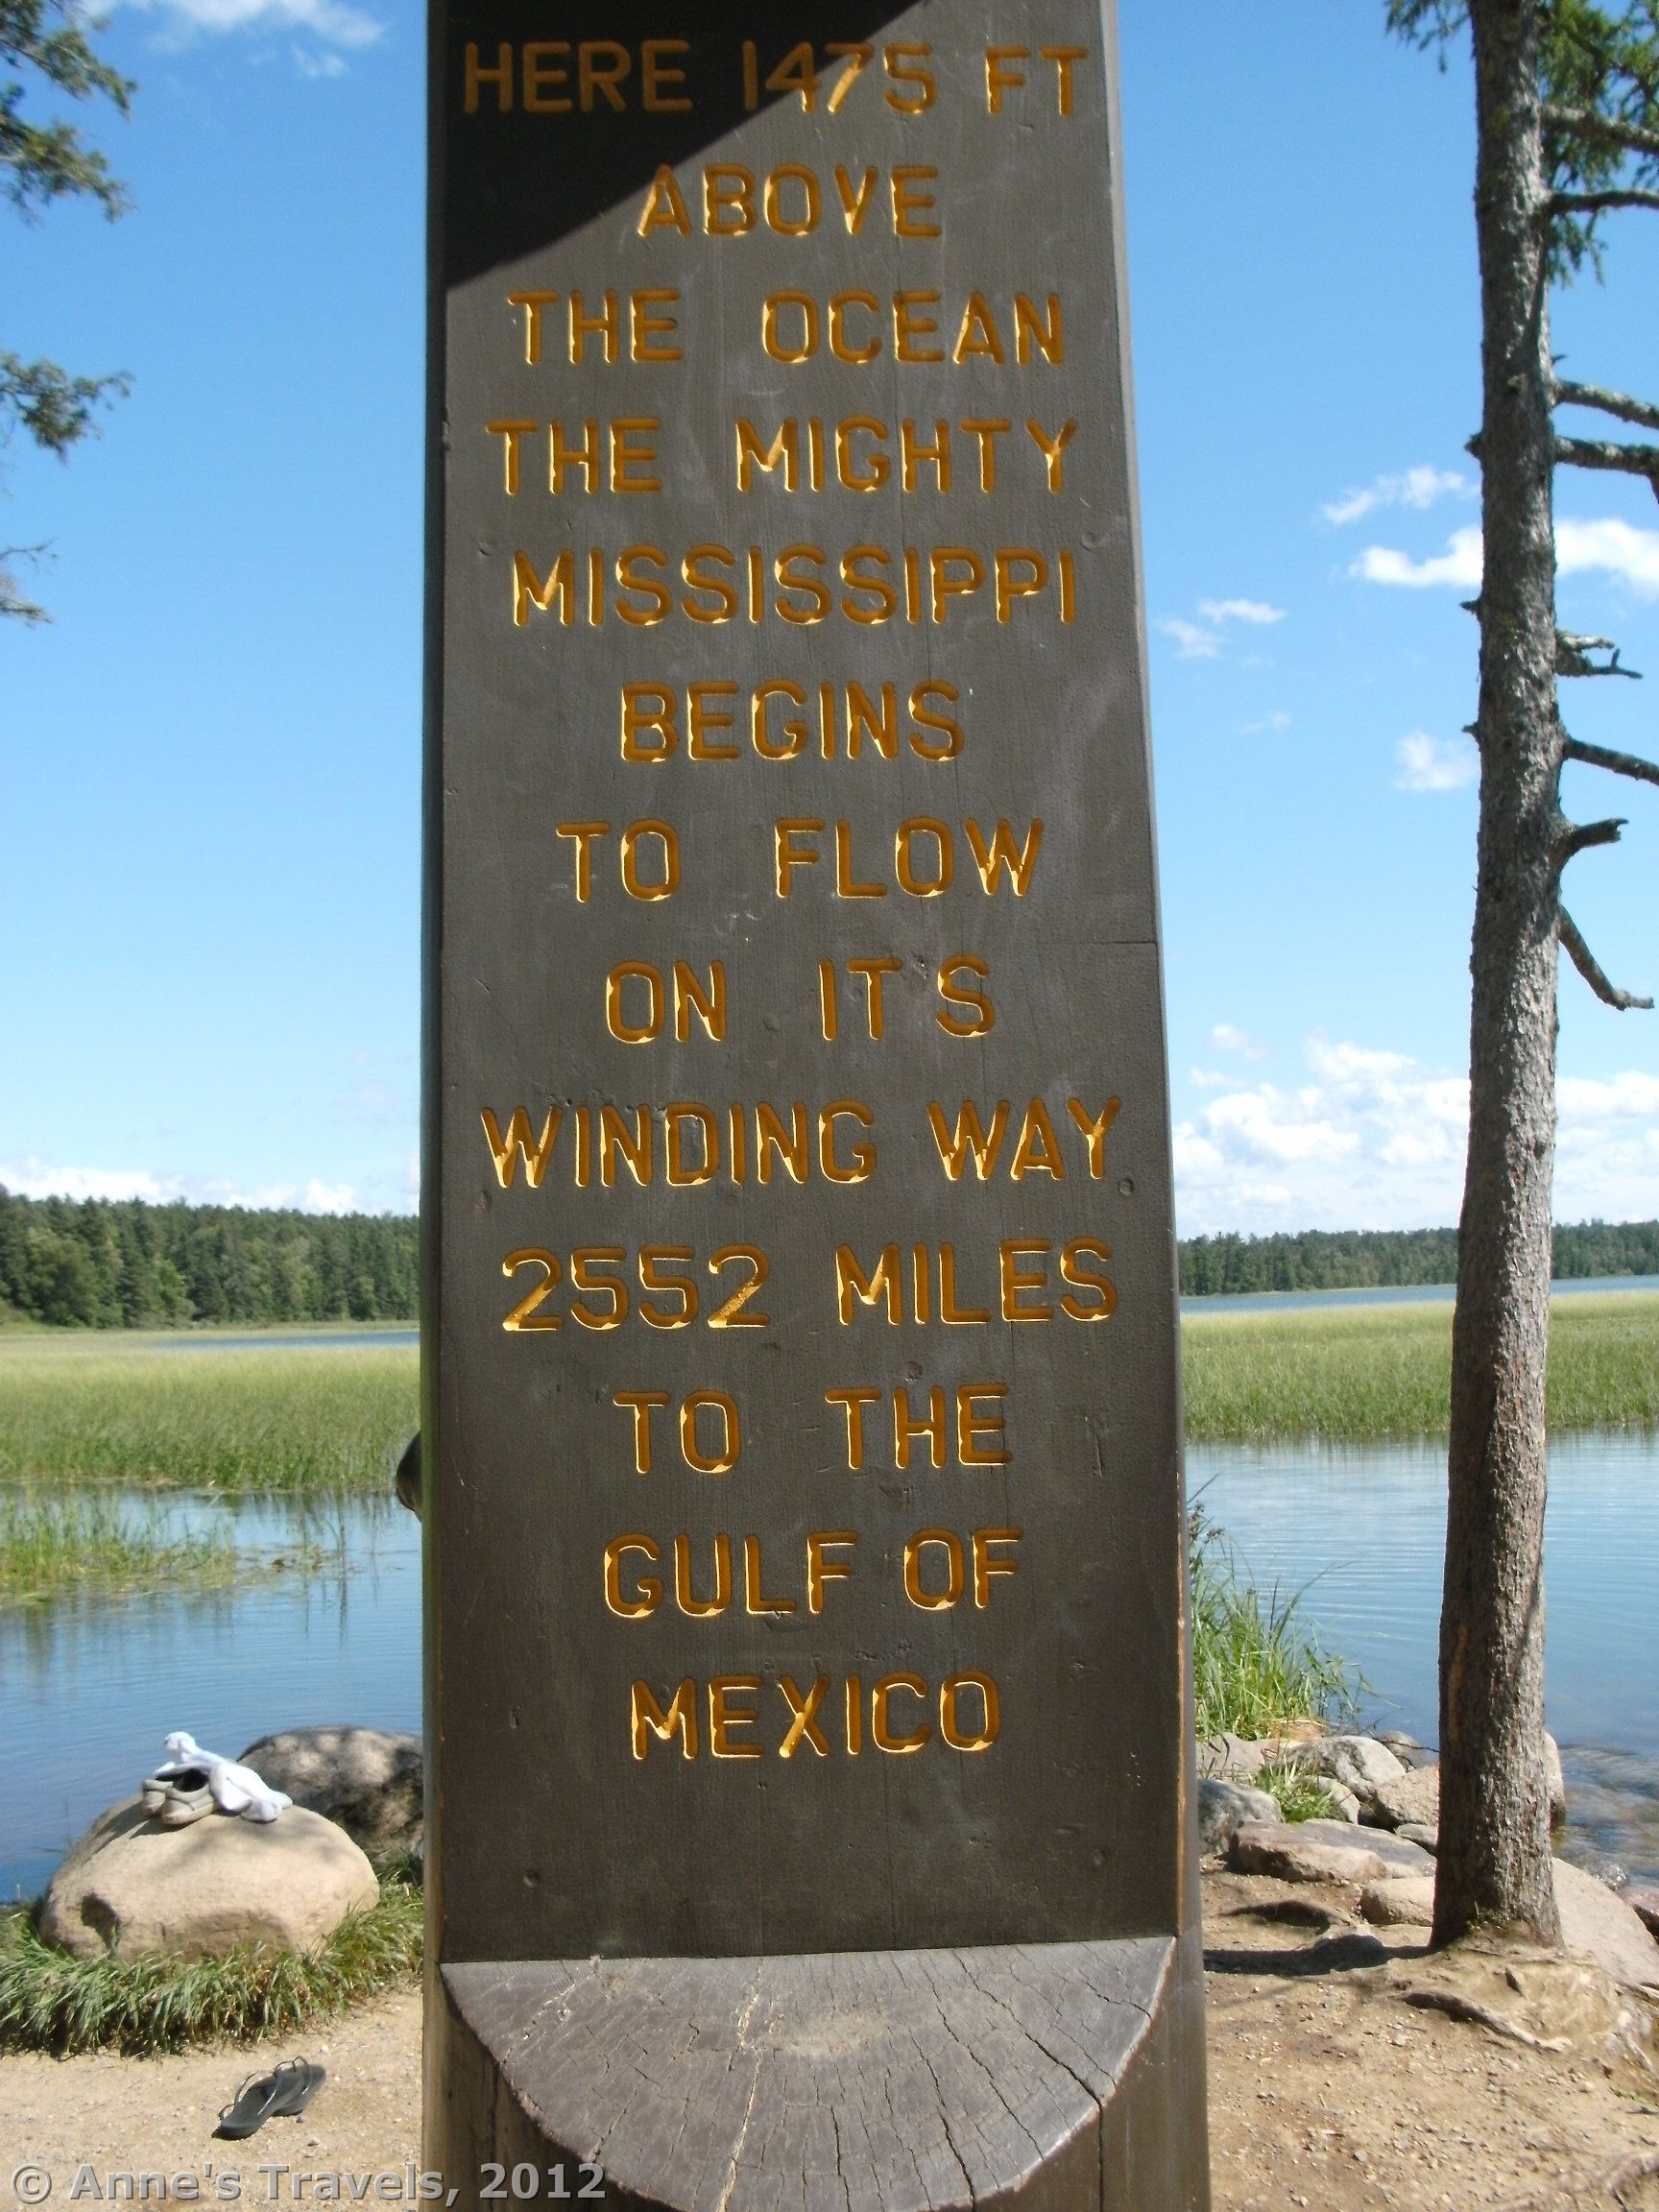 HERE 1475 FT
ABOVE
THE OCEAN
THE MIGHTY
MISSISSIPPI
BEGINS
TO FLOW
ON IT'S
WINDING WAY
2552 MILES
TO THE
GULF OF
MEXICO
© Anne's Travels, 2012